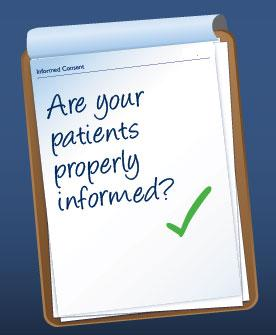 Informed Consent
Are your
patients
properly
informed?